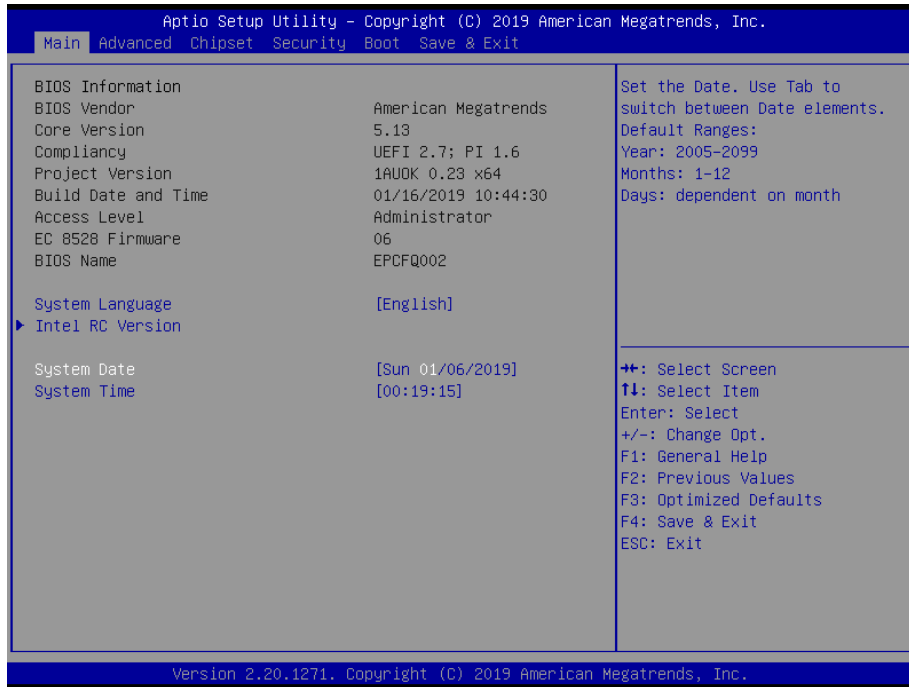 Aptio Setup Utility – Copyright (C) 2019 American Megatrends, Inc.
Main Advanced Chipset Security Boot Save & Exit
BIOS Information
BIOS Vendor American Megatrends
Core Version 5.13
Compliancy UEFI 2.7; PI 1.6
Project Version 1AUOK 0.23 x64
Build Date and Time 01/16/2019 10:44:30
Access Level Administrator
EC 8528 Firmware 06
BIOS Name EPCFQ002
System Language [English]
Intel RC Version
System Date [Sun 01/06/2019]
System Time [00:19:15]
Set the Date. Use Tab to
switch between Date elements.
Default Ranges:
Year: 2005-2099
Months: 1-12
Days: dependent on month
→←: Select Screen
↑↓: Select Item
Enter: Select
+/-: Change Opt.
F1: General Help
F2: Previous Values
F3: Optimized Defaults
F4: Save & Exit
ESC: Exit
Version 2.20.1271. Copyright (C) 2019 American Megatrends, Inc.